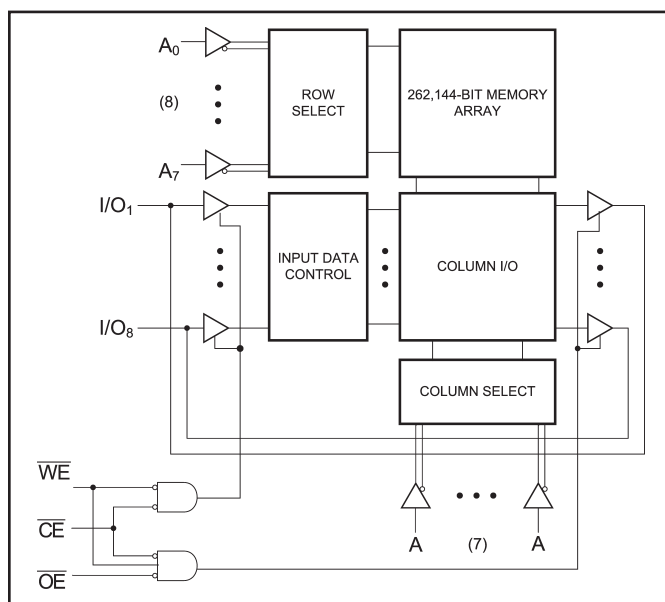 A0
(8)
A7
ROW
SELECT
262,144-BIT MEMORY
ARRAY
I/O1
I/O8
INPUT DATA
CONTROL
COLUMN I/O
COLUMN SELECT
WE
CE
OE
A
(7)
A